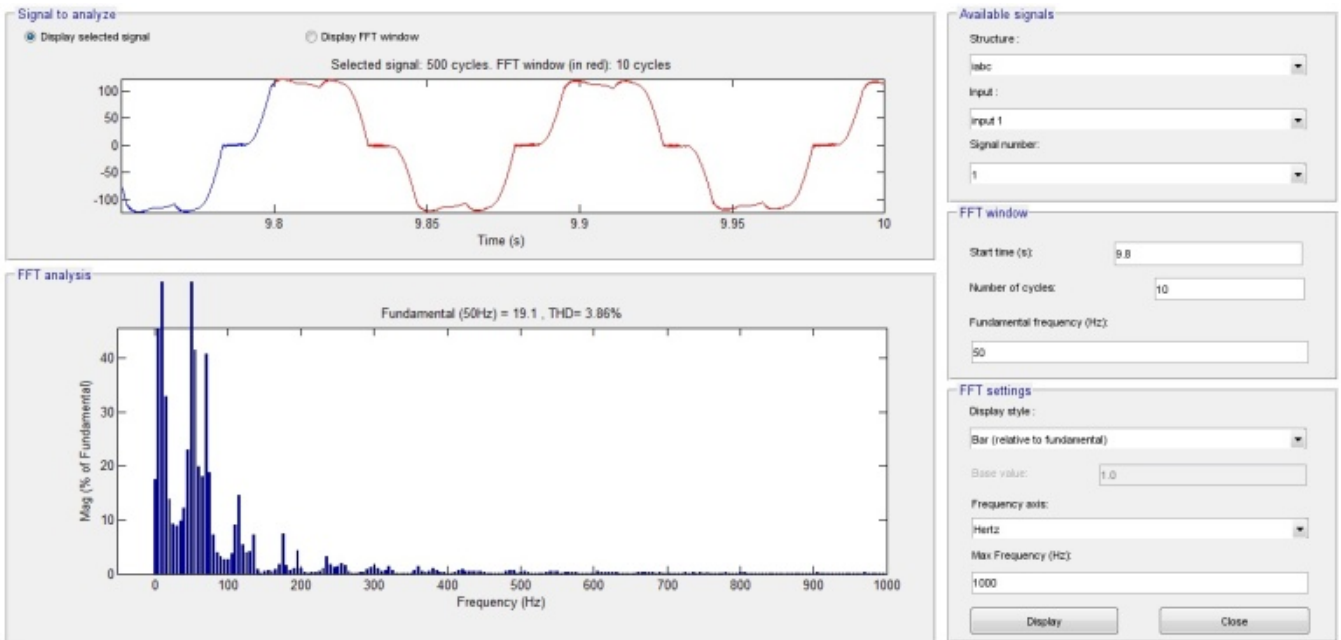 Signal to analyze
Display selected signal
Display FFT window
Selected signal: 500 cycles. FFT window (in red): 10 cycles
100
50
0
-50
-100
9.8
9.85
9.9
9.95
10
Time (s)
FFT analysis
Fundamental (50Hz) = 19.1 , THD= 3.86%
Mag (% of Fundamental)
40
30
20
10
0
0
100
200
300
400
500
600
700
800
900
1000
Frequency (Hz)
Available signals
Structure :
iabc
Input :
input 1
Signal number:
1
FFT window
Start time (s):
9.8
Number of cycles:
10
Fundamental frequency (Hz):
50
FFT settings
Display style :
Bar (relative to fundamental)
Base value:
1.0
Frequency axis:
Hertz
Max Frequency (Hz):
1000
Display
Close